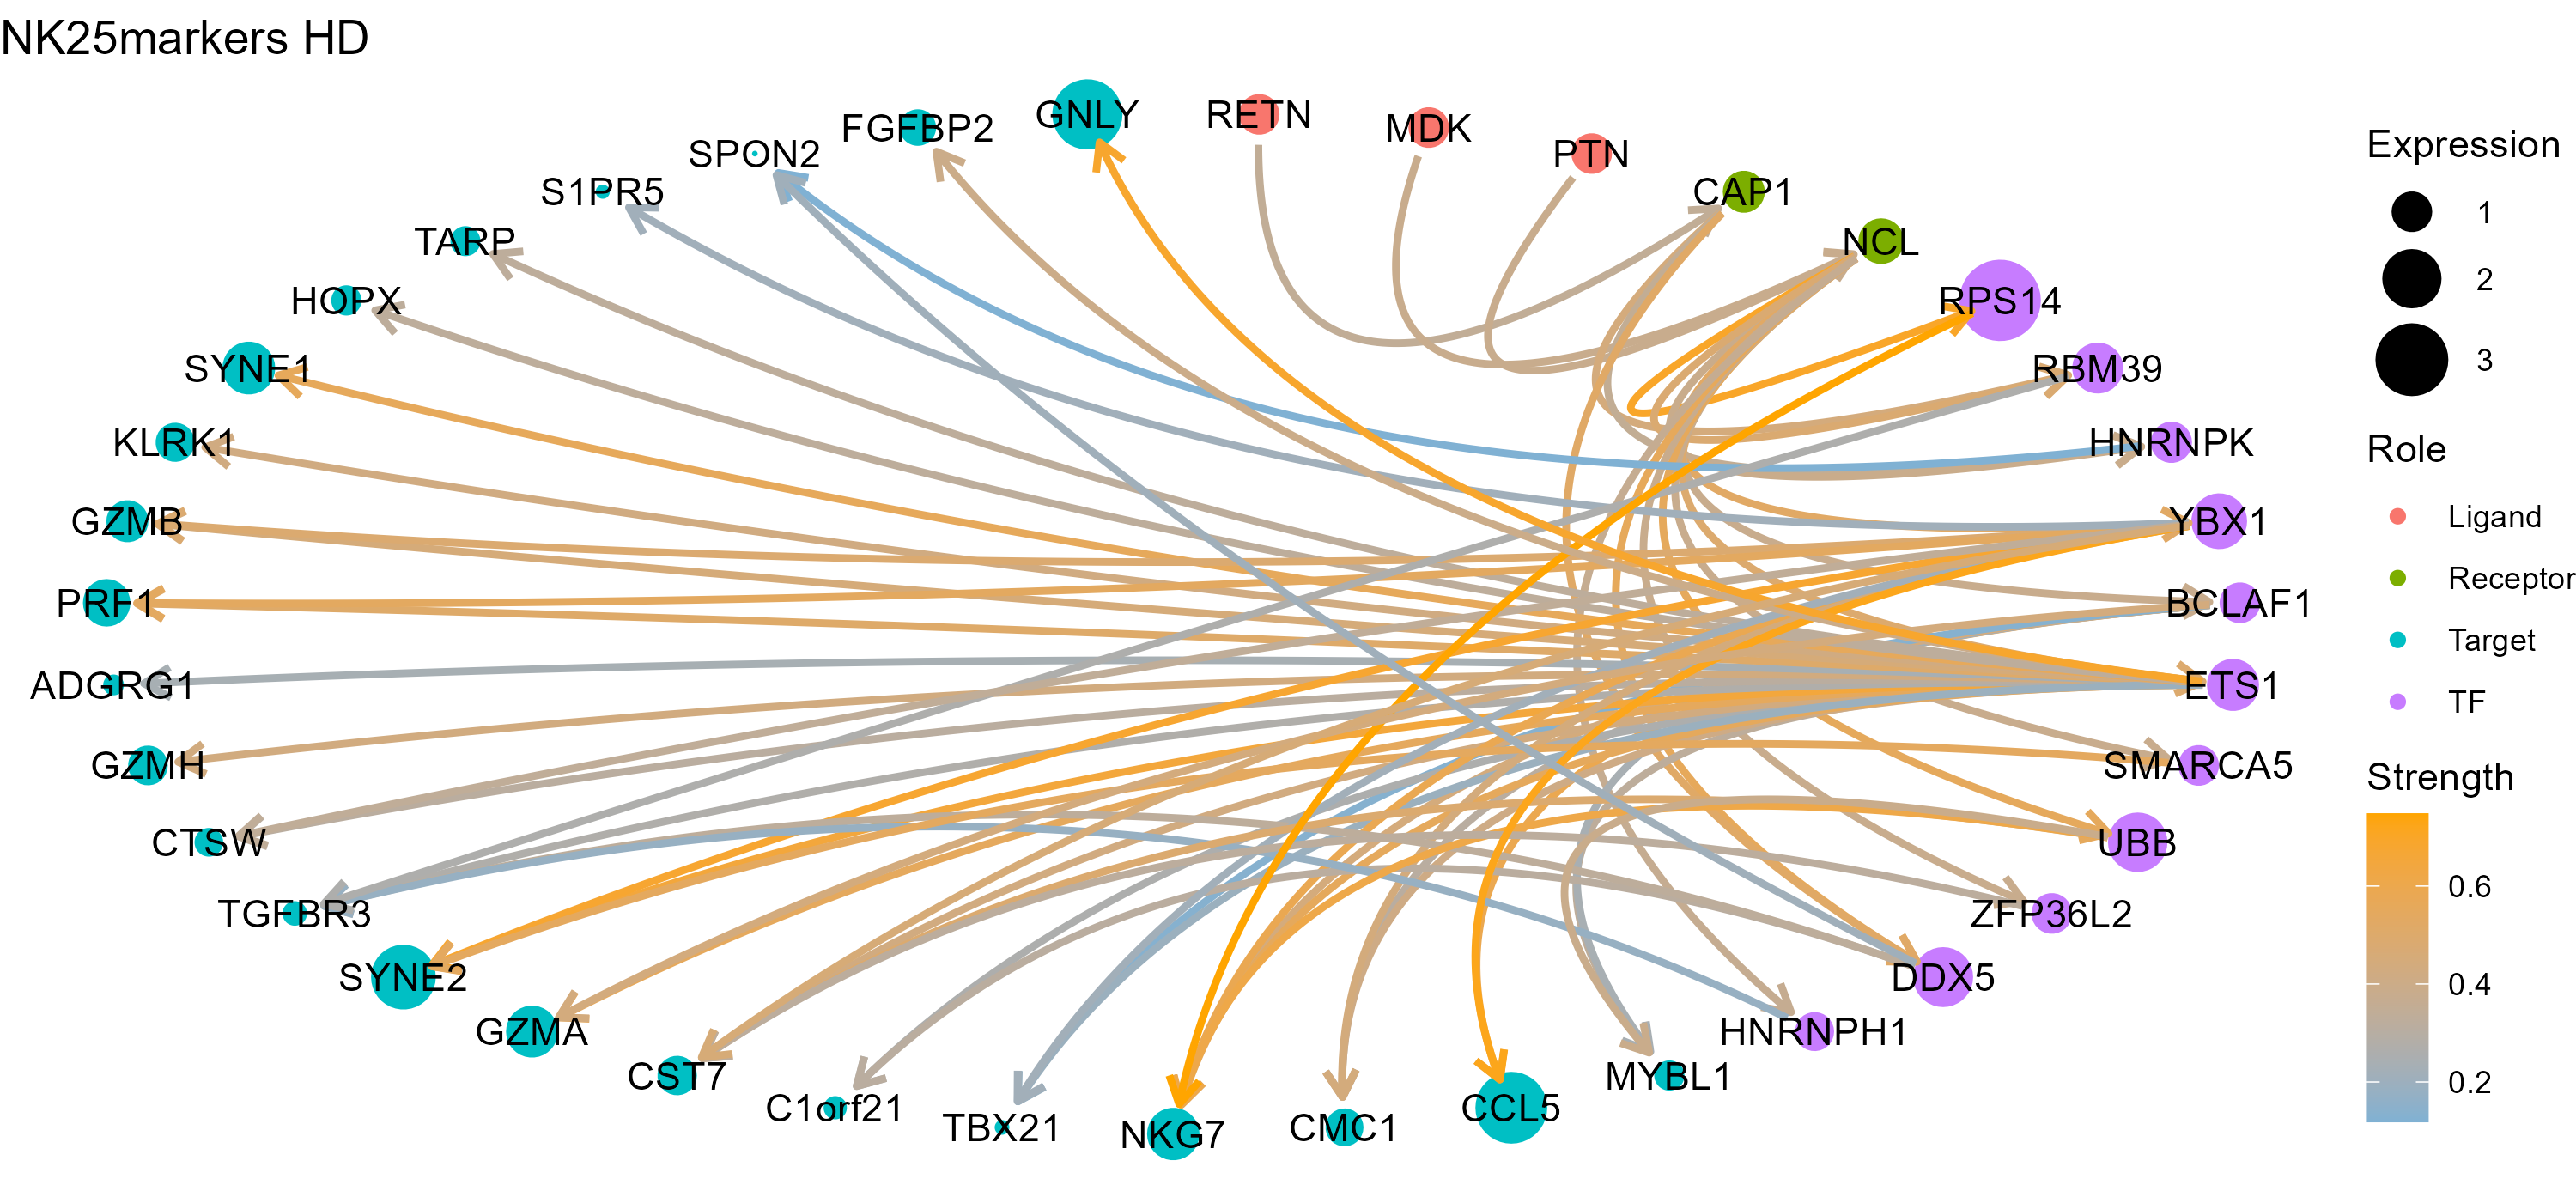 NK25markers HD
GNLY
RETN
MDK
PTN
FGFBP2
SPON2
S1PR5
CAP1
TARP
NCL
HOPX
RPS14
SYNE1
RBM39
KLRK1
HNRNPK
GZMB
YBX1
PRF1
BCLAF1
ADGRG1
ETS1
GZMH
SMARCA5
CTSW
UBB
TGFBR3
ZFP36L2
SYNE2
DDX5
GZMA
HNRNPH1
CST7
MYBL1
C1orf21
CCL5
TBX21
CMC1
NKG7
Expression
1
2
3
Role
Ligand
Receptor
Target
TF
Strength
0.6
0.4
0.2